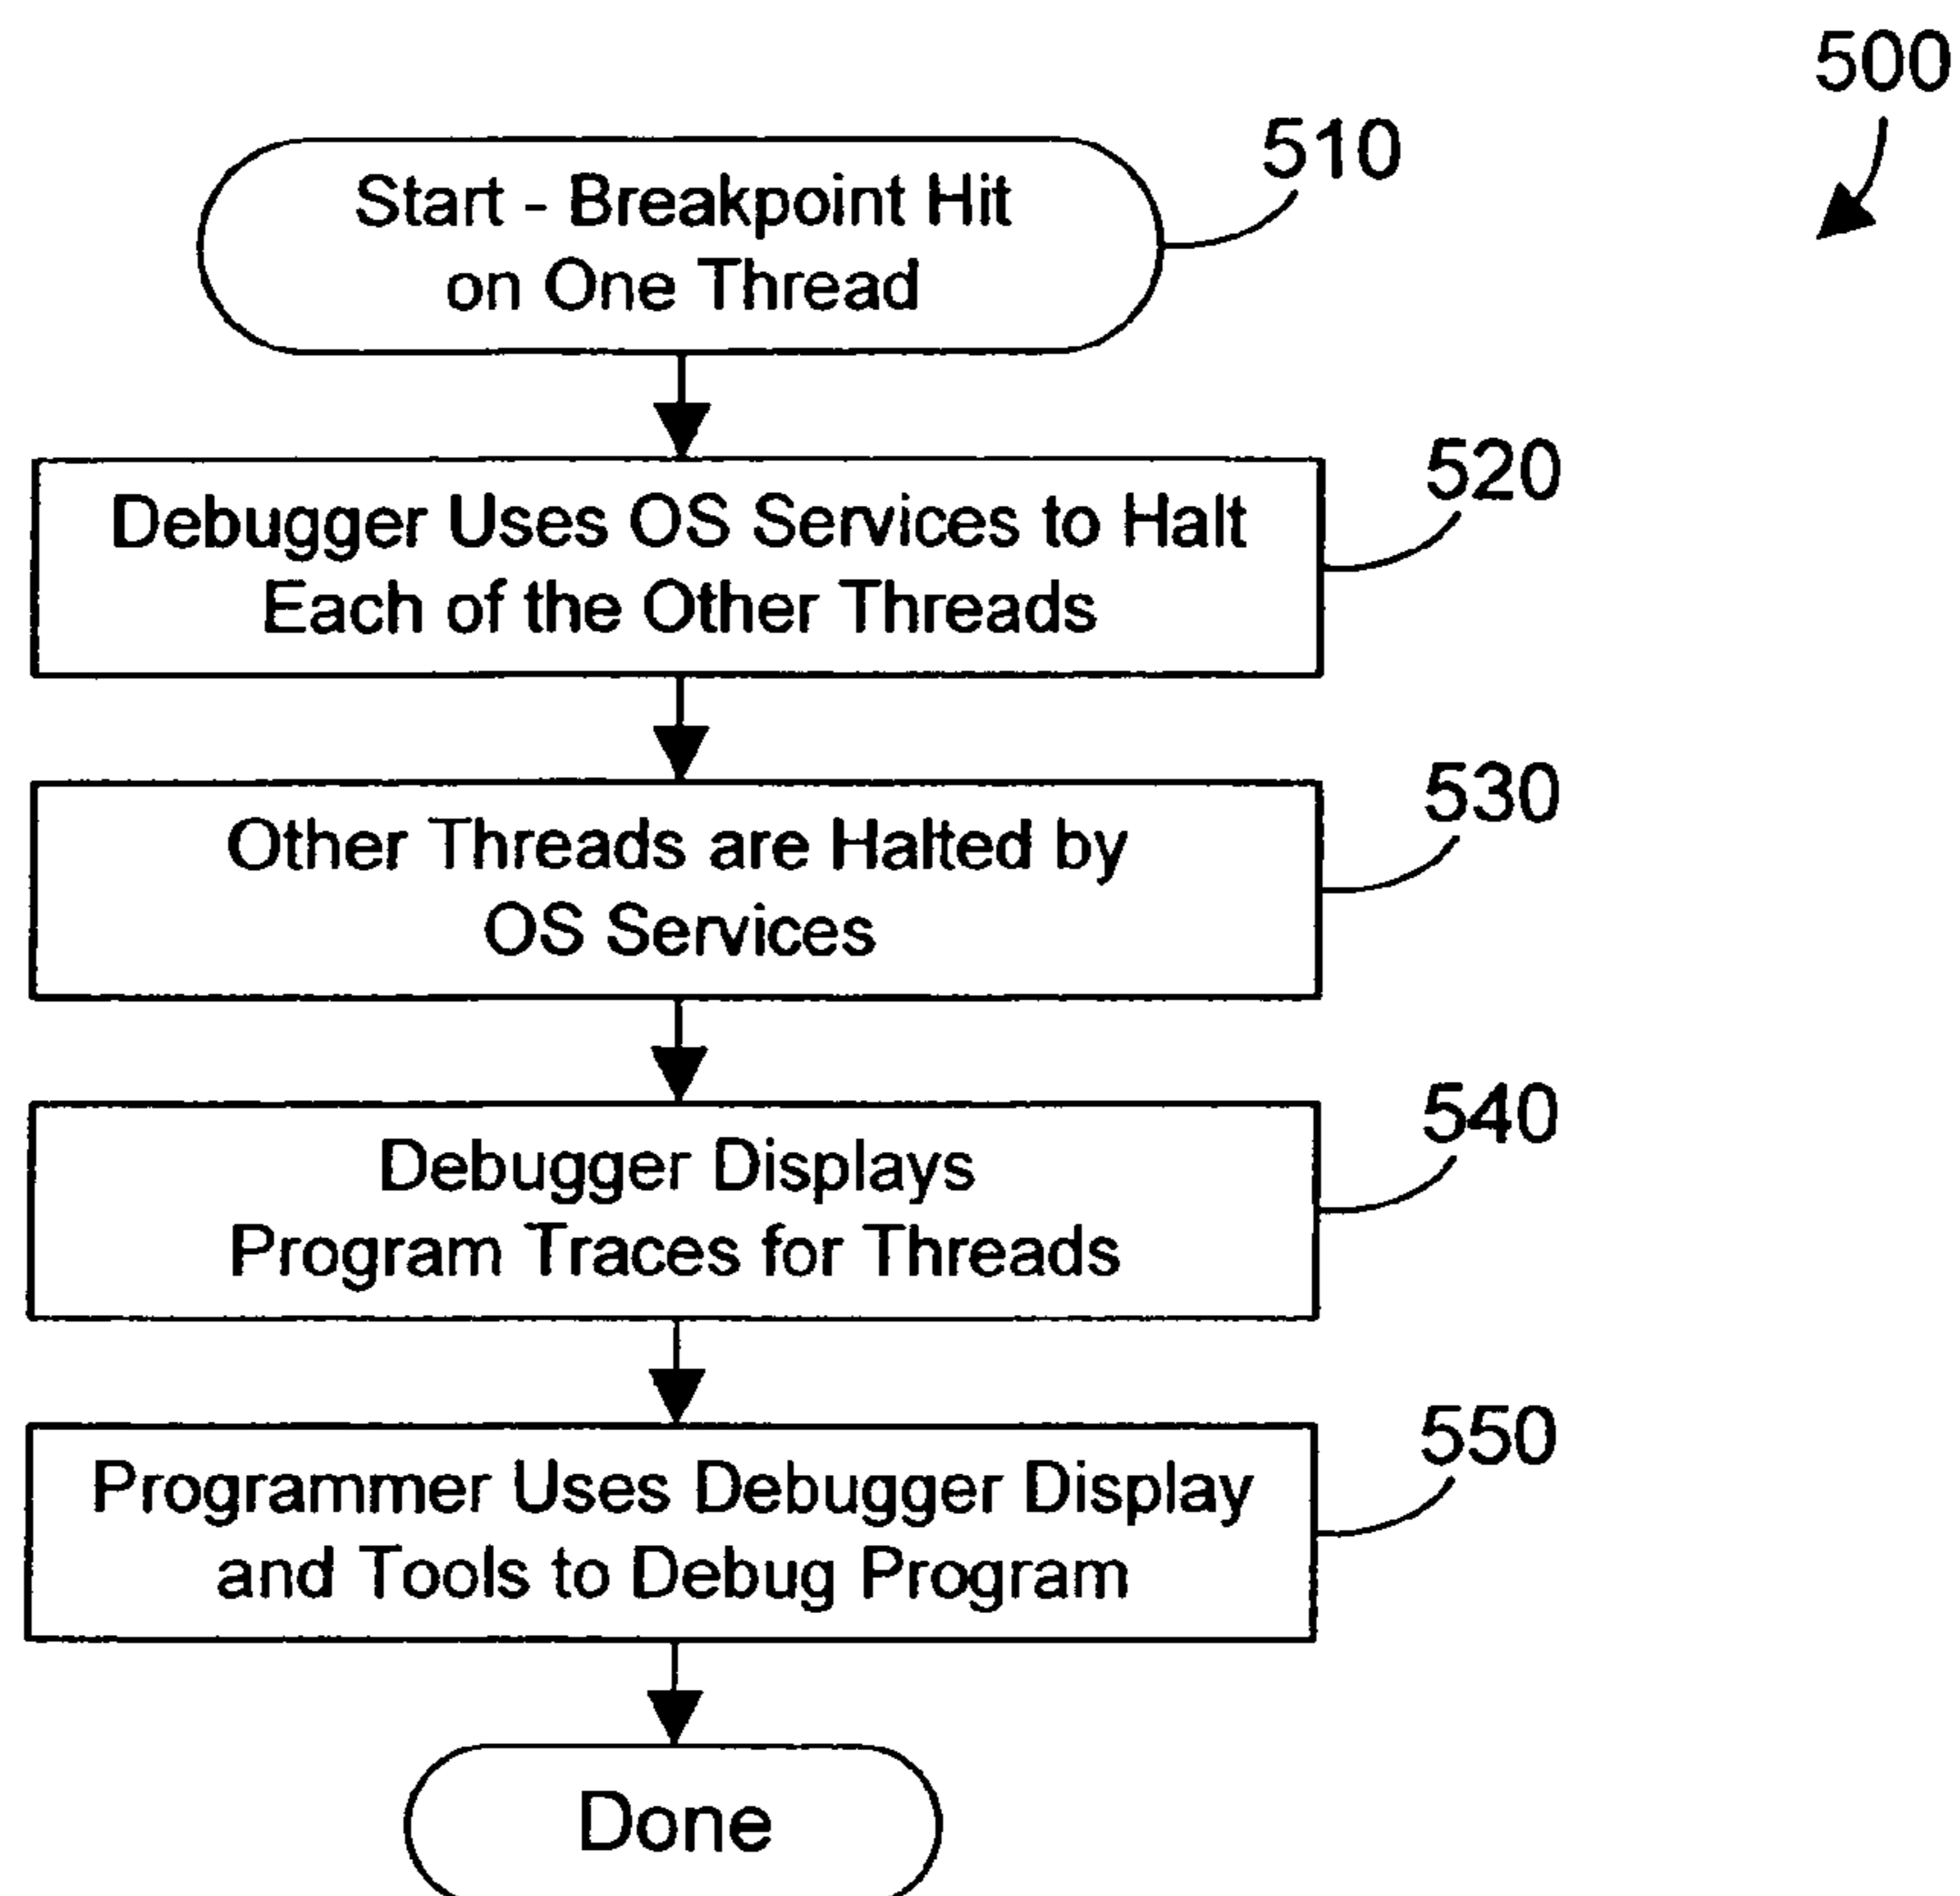 500
510
Start - Breakpoint Hit
on One Thread
520
Debugger Uses OS Services to Halt
Each of the Other Threads
530
Other Threads are Halted by
OS Services
540
Debugger Displays
Program Traces for Threads
550
Programmer Uses Debugger Display
and Tools to Debug Program
Done